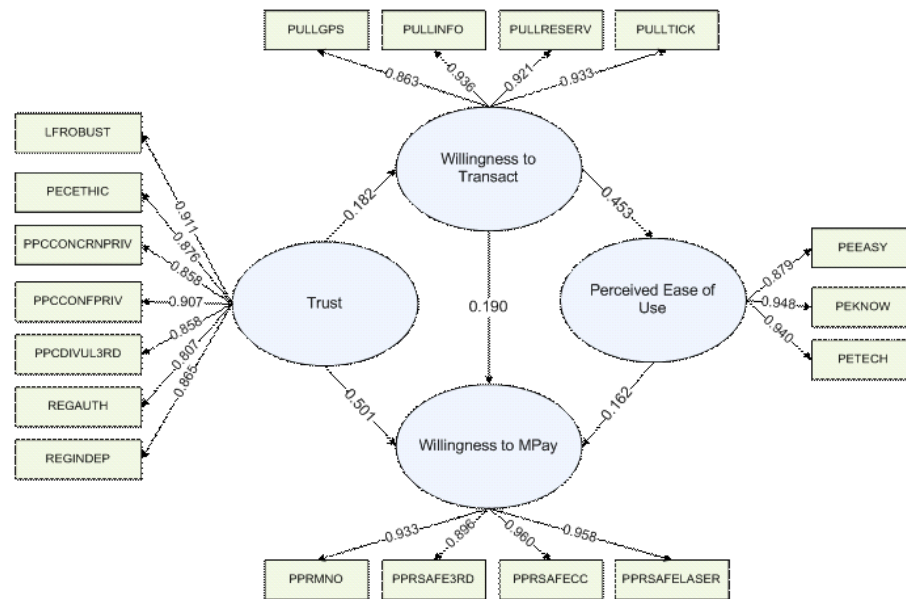 PULLGPS
PULLINFO
PULLRESERV
PULLTICK
0.863
0.936
0.921
0.933
LFROBUST
PECETHIC
PPCCONCRNPRIV
PPCCONFPRIV
PPCDIVUL3RD
REGAUTH
REGINDEP
0.911
0.876
0.858
0.907
0.858
0.807
0.865
Willingness to
Transact
0.182
0.453
Trust
0.190
Perceived Ease of
Use
0.879
0.948
0.940
PEEASY
PEKNOW
PETECH
0.501
0.162
Willingness to MPay
0.933
0.896
0.960
0.958
PPRMNO
PPRSAFE3RD
PPRSAFECC
PPRSAFELASER